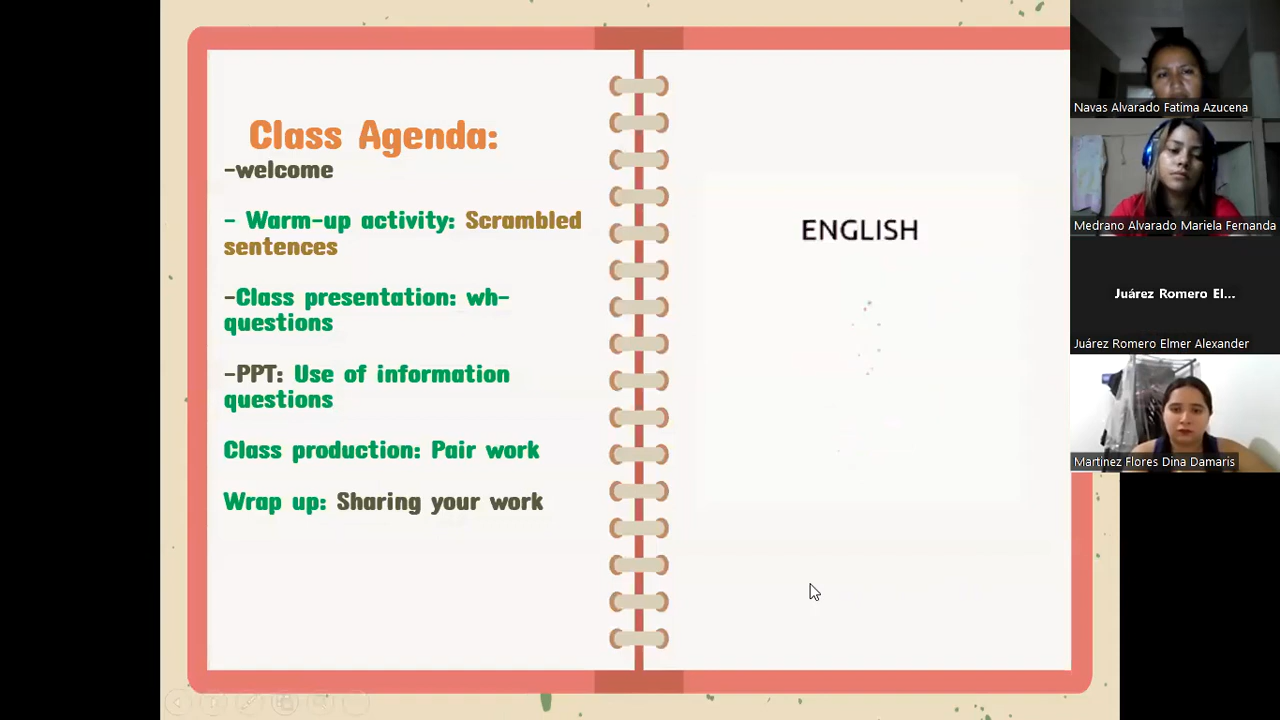 Class Agenda:
-welcome
- Warm-up activity: Scrambled
sentences
-Class presentation: wh-
questions
-PPT: Use of information
questions
Class production: Pair work
Wrap up: Sharing your work
ENGLISH
Navas Alvarado Fatima Azucena
Medrano Alvarado Mariela Fernanda
Juárez Romero El...
Juárez Romero Elmer Alexander
Martinez Flores Dina Damaris